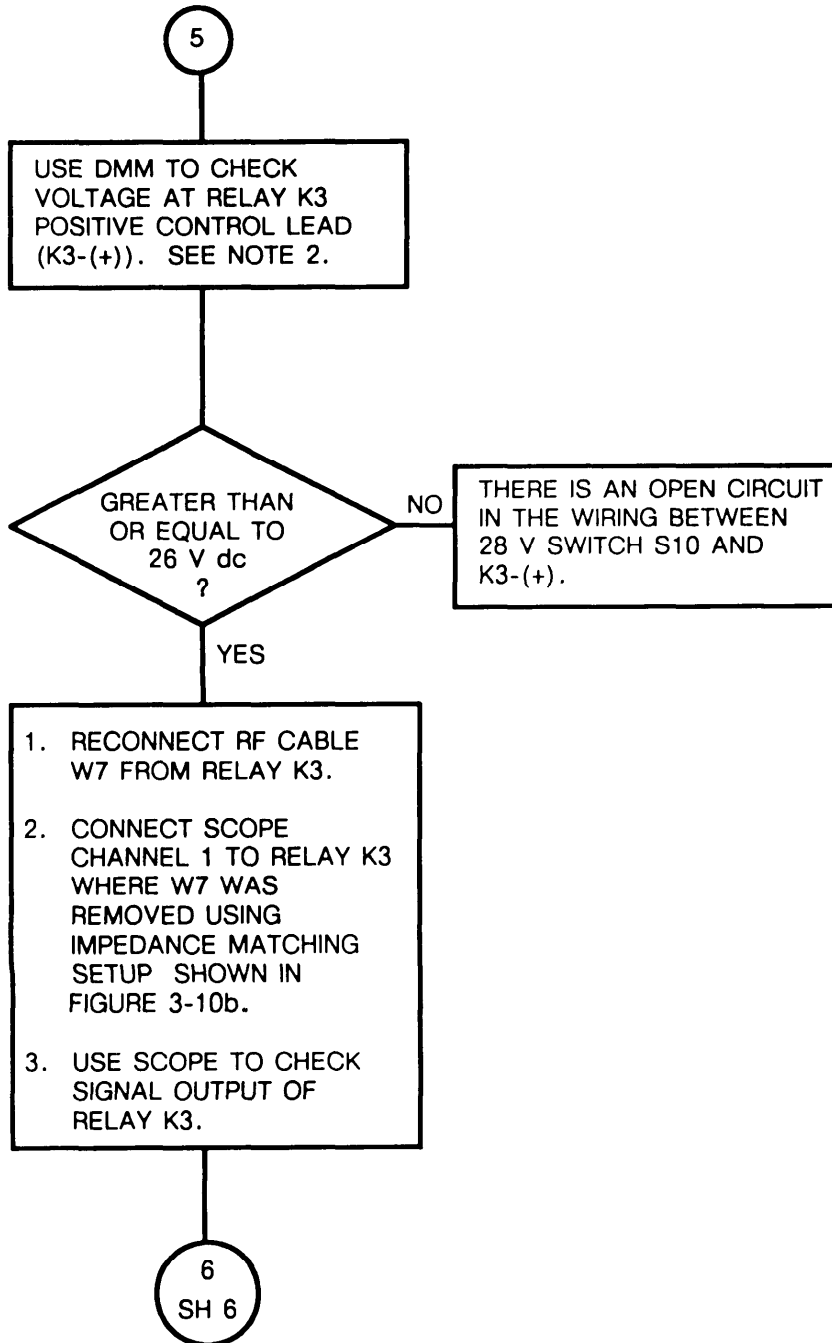 5
USE DMM TO CHECK
VOLTAGE AT RELAY K3
POSITIVE CONTROL LEAD
(K3-(+)). SEE NOTE 2.
GREATER THAN
OR EQUAL TO
26 V dc
?
NO
THERE IS AN OPEN CIRCUIT
IN THE WIRING BETWEEN
28 V SWITCH S10 AND
K3-(+).
YES
1. RECONNECT RF CABLE
W7 FROM RELAY K3.
2. CONNECT SCOPE
CHANNEL 1 TO RELAY K3
WHERE W7 WAS
REMOVED USING
IMPEDANCE MATCHING
SETUP SHOWN IN
FIGURE 3-10b.
3. USE SCOPE TO CHECK
SIGNAL OUTPUT OF
RELAY K3.
6
SH 6